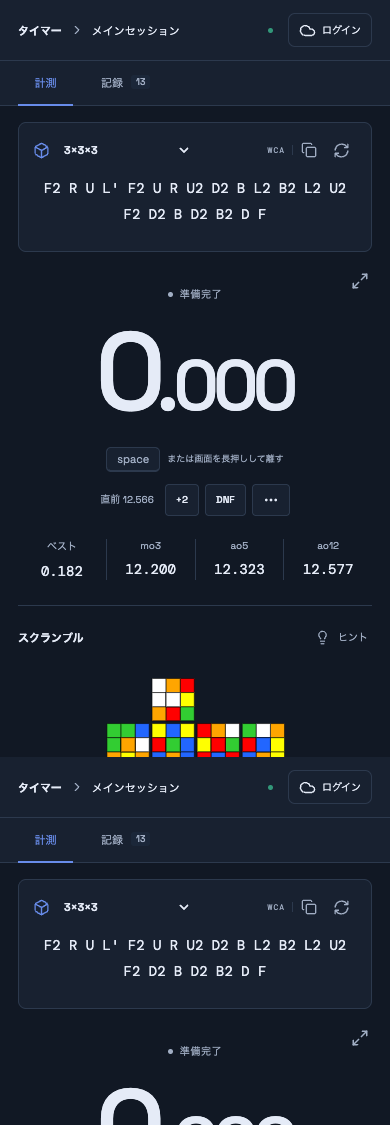 タイマー > メインセッション ログイン
計測 記録 13
3×3×3 WCA
F2 R U L' F2 U R U2 D2 B L2 B2 L2 U2
F2 D2 B D2 B2 D F
準備完了
0.000
space または画面を長押しして離す
直前 12.566 +2 DNF •••
ベスト mo3 ao5 ao12
0.182 12.200 12.323 12.577
スクランブル ヒント
タイマー > メインセッション ログイン
計測 記録 13
3×3×3 WCA
F2 R U L' F2 U R U2 D2 B L2 B2 L2 U2
F2 D2 B D2 B2 D F
準備完了
0.000